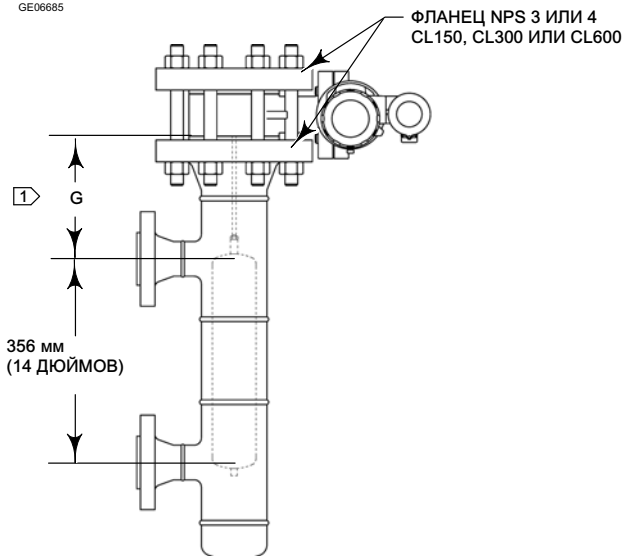 GE06685
ФЛАНЕЦ NPS 3 ИЛИ 4
CL150, CL300 ИЛИ CL600
1
G
356 мм
(14 ДЮЙМОВ)